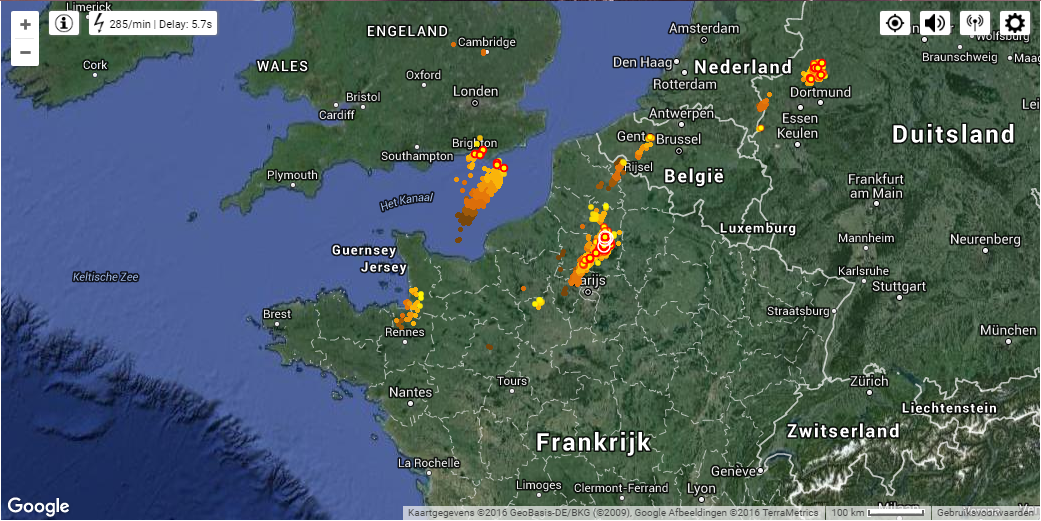 Limerick
+
285/min | Delay: 5.7s
−
Cork
ENGELAND
Cambridge
WALES
Oxford
Londen
Bristol
Cardiff
Brighton
Southampton
Plymouth
Het Kanaal
Guernsey
Jersey
Keltische Zee
Amsterdam
Den Haag
Nederland
Rotterdam
Wolfsburg
Braunschweig
Dortmund
Antwerpen
Essen
Keulen
Gent
Brussel
Duitsland
Rijsel
België
Frankfurt
am Main
Luxemburg
Mannheim
Neurenberg
Karlsruhe
Stuttgart
Parijs
Straatsburg
München
Brest
Rennes
Nantes
Tours
Zürich
Liechtenstein
Zwitserland
Frankrijk
La Rochelle
Genève
Limoges
Clermont-Ferrand
Lyon
Milaan
Google
Kaartgegevens ©2016 GeoBasis-DE/BKG (©2009), Google Afbeeldingen ©2016 TerraMetrics
100 km
Gebruiksvoorwaarden